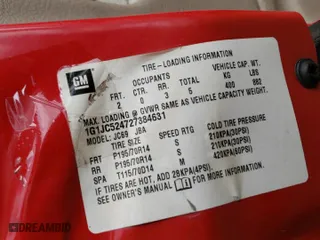 GM
TIRE-LOADING INFORMATION
OCCUPANTS VEHICLE CAP. WT.
FRT. CTR. RR. TOTAL KG LBS
2 0 3 5 400 882
MAX. LOADING @ GVWR SAME AS VEHICLE CAPACITY WEIGHT.
1G1JC524727384631
MODEL: JC69 JBA
TIRE SIZE SPEED RTG COLD TIRE PRESSURE
FRT P195/70R14 S 210KPA(30PSI)
RR P195/70R14 S 210KPA(30PSI)
SPA T115/70D14 M 420KPA(60PSI)
IF TIRES ARE HOT, ADD 28KPA(4PSI).
SEE OWNER'S MANUAL FOR ADDITIONAL INFORMATION
DREAMBID